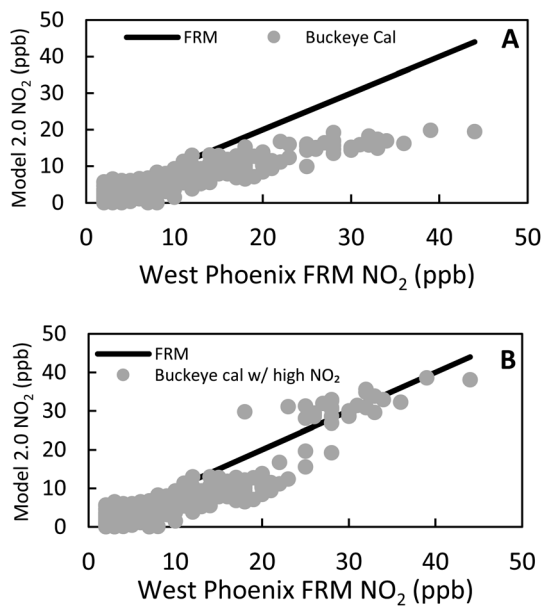 50
40
30
20
10
0
Model 2.0 NO₂ (ppb)
FRM
Buckeye Cal
A
0 10 20 30 40 50
West Phoenix FRM NO₂ (ppb)
50
40
30
20
10
0
Model 2.0 NO₂ (ppb)
FRM
Buckeye cal w/ high NO₂
B
0 10 20 30 40 50
West Phoenix FRM NO₂ (ppb)